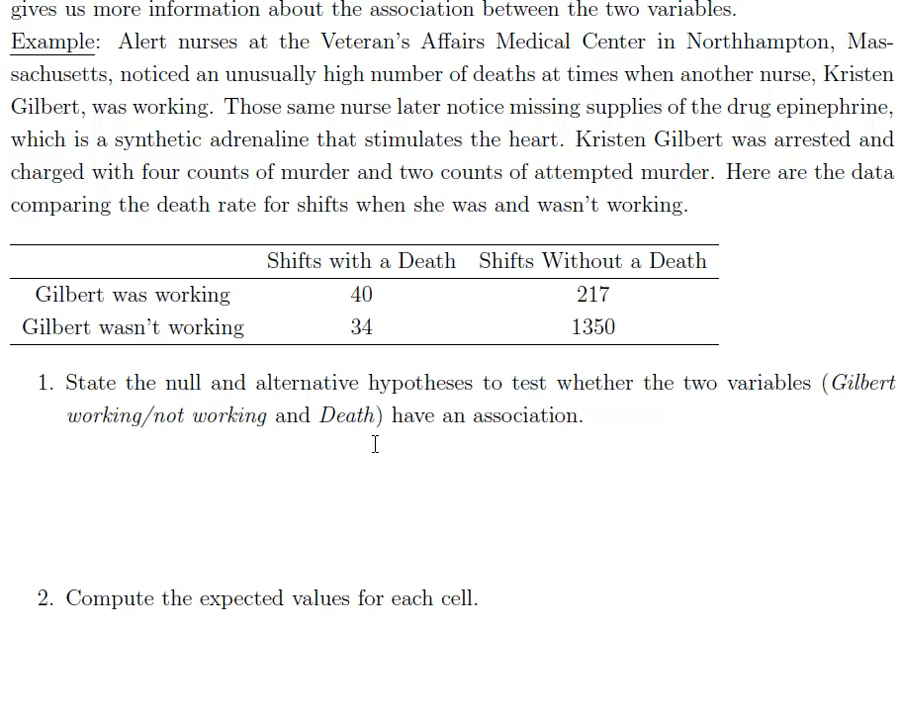 gives us more information about the association between the two variables.
Example: Alert nurses at the Veteran's Affairs Medical Center in Northhampton, Mas-
sachusetts, noticed an unusually high number of deaths at times when another nurse, Kristen
Gilbert, was working. Those same nurse later notice missing supplies of the drug epinephrine,
which is a synthetic adrenaline that stimulates the heart. Kristen Gilbert was arrested and
charged with four counts of murder and two counts of attempted murder. Here are the data
comparing the death rate for shifts when she was and wasn't working.
Shifts with a Death Shifts Without a Death
Gilbert was working 40 217
Gilbert wasn't working 34 1350
1. State the null and alternative hypotheses to test whether the two variables (Gilbert
working/not working and Death) have an association.
2. Compute the expected values for each cell.